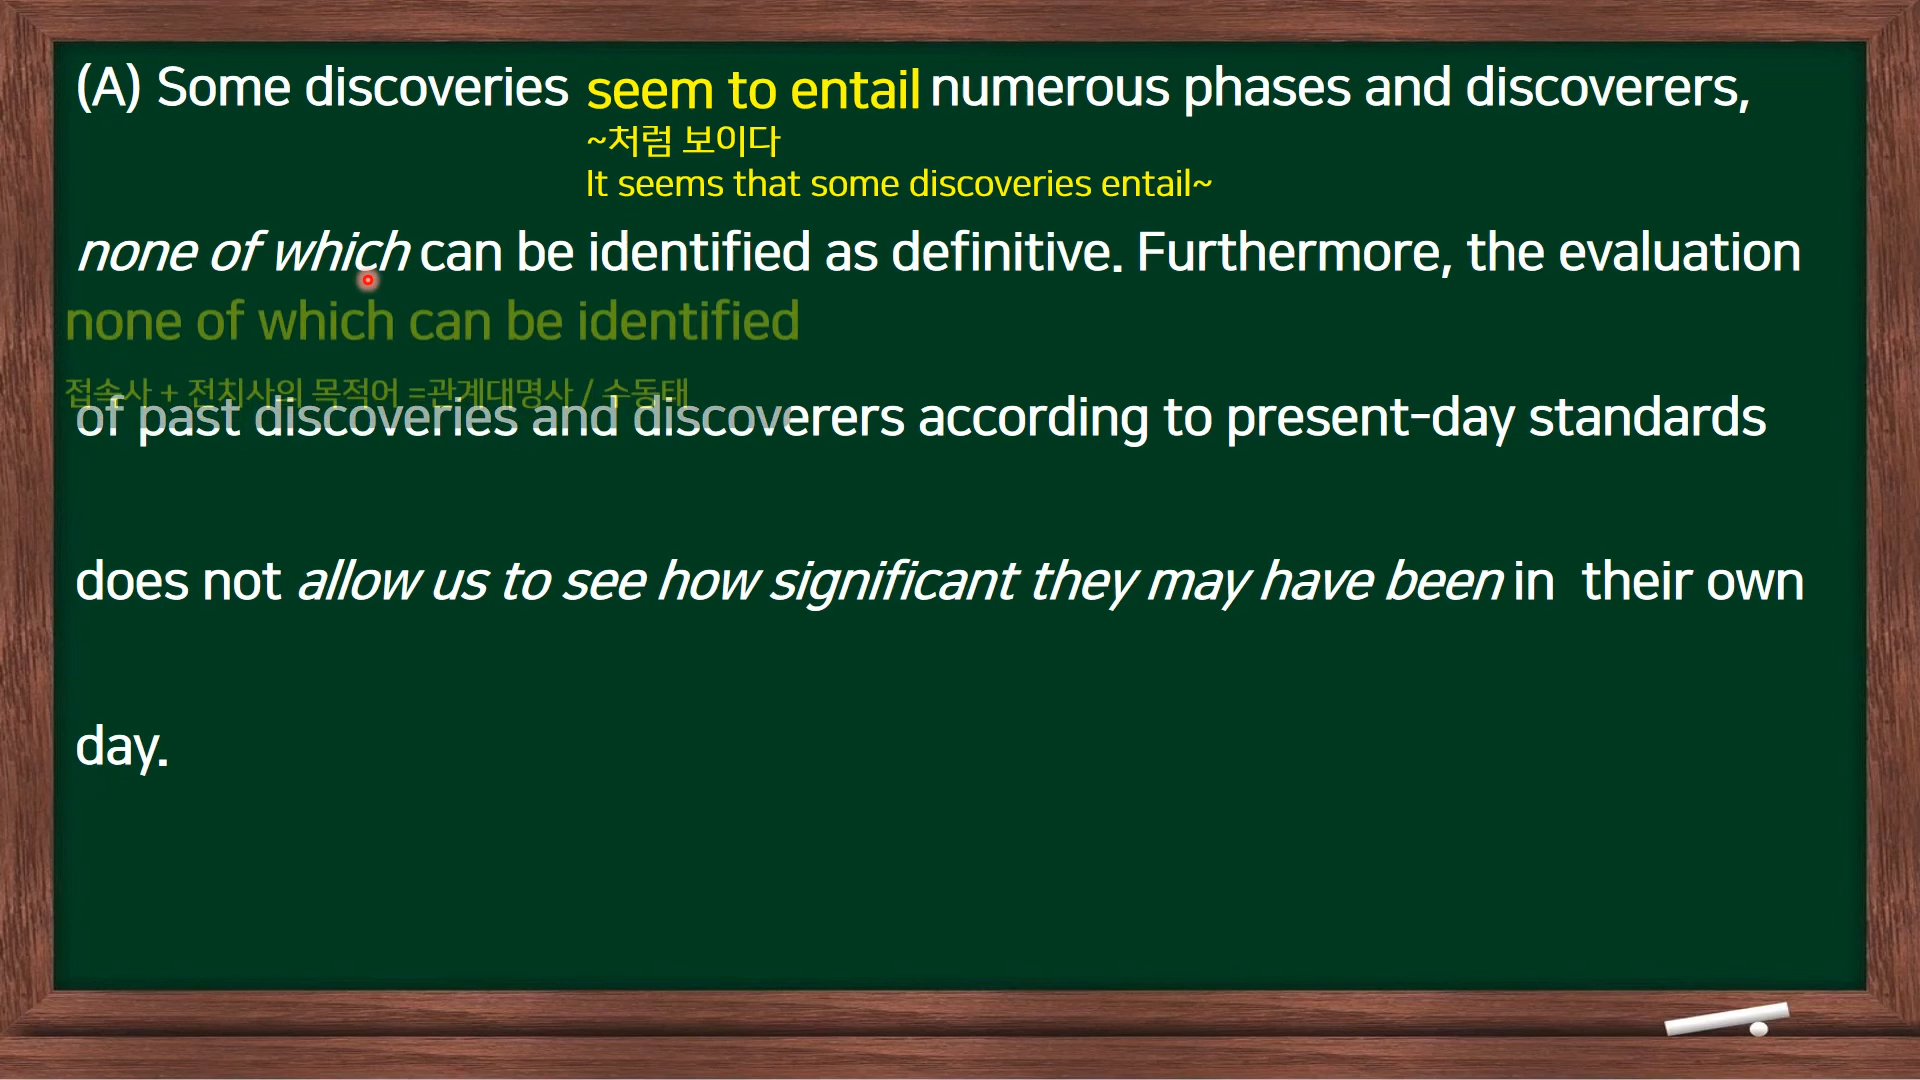 (A) Some discoveries seem to entail numerous phases and discoverers,
~처럼 보이다
It seems that some discoveries entail~
none of which can be identified as definitive. Furthermore, the evaluation
none of which can be identified
접속사 + 전치사의 목적어 =관계대명사 / 수동태
of past discoveries and discoverers according to present-day standards
does not allow us to see how significant they may have been in their own
day.